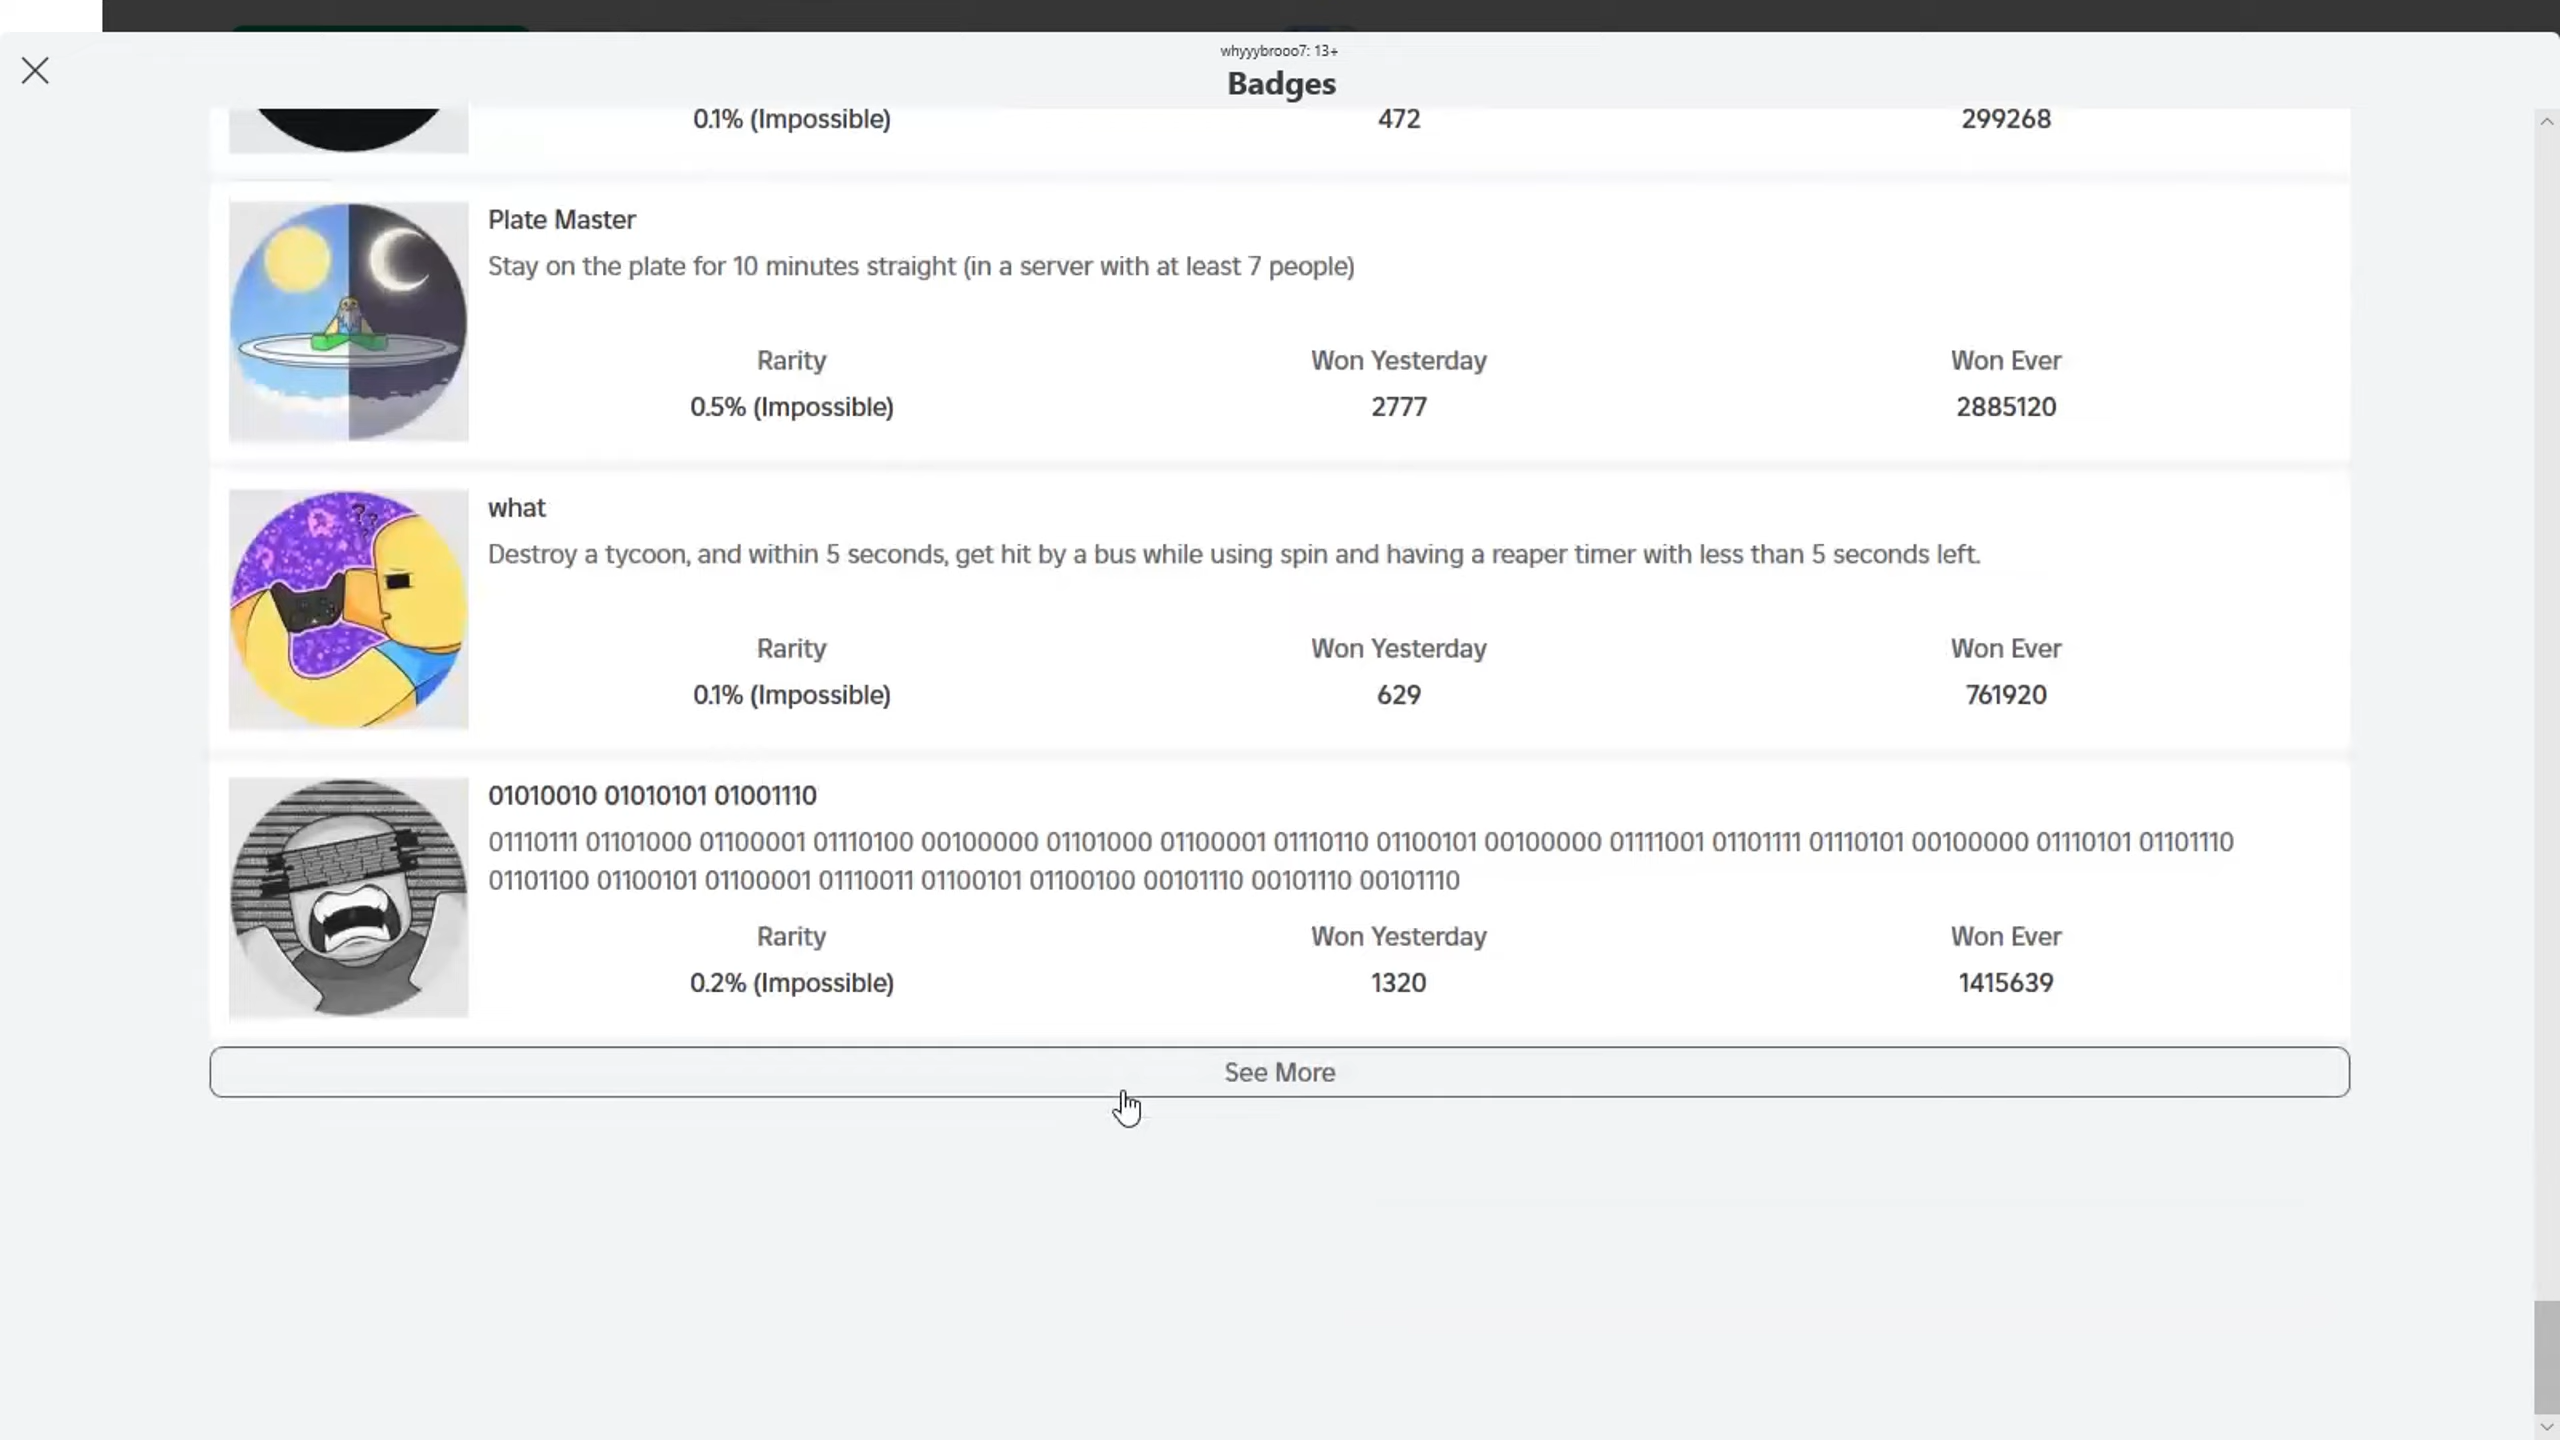 whyyybrooo7: 13+
Badges
0.1% (Impossible) 472 299268
Plate Master
Stay on the plate for 10 minutes straight (in a server with at least 7 people)
Rarity Won Yesterday Won Ever
0.5% (Impossible) 2777 2885120
what
Destroy a tycoon, and within 5 seconds, get hit by a bus while using spin and having a reaper timer with less than 5 seconds left.
Rarity Won Yesterday Won Ever
0.1% (Impossible) 629 761920
01010010 01010101 01001110
01110111 01101000 01100001 01110100 00100000 01101000 01100001 01110110 01100101 00100000 01111001 01101111 01110101 00100000 01110101 01101110
01101100 01100101 01100001 01110011 01100101 01100100 00101110 00101110 00101110
Rarity Won Yesterday Won Ever
0.2% (Impossible) 1320 1415639
See More